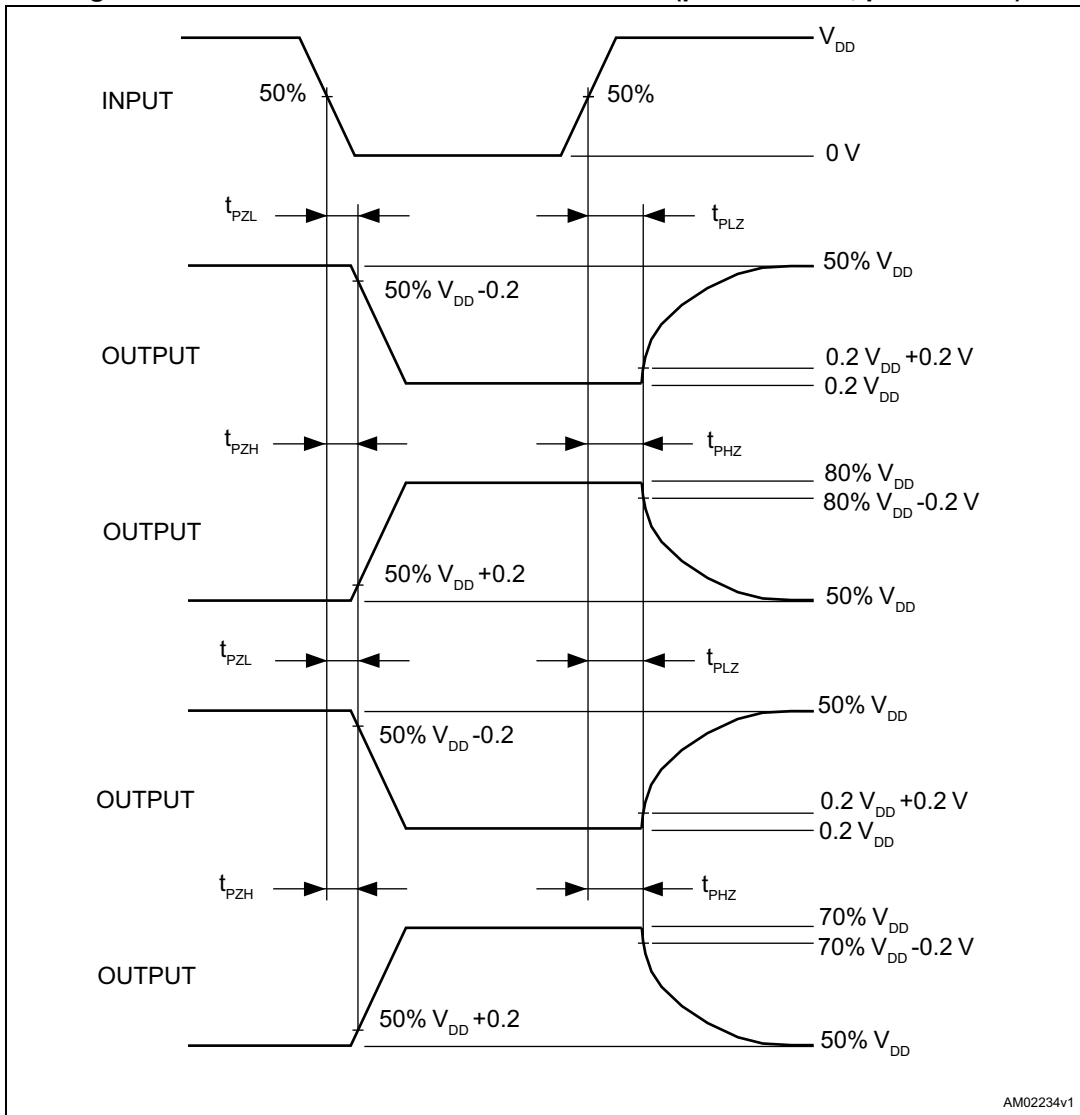 V_DD
50%
50%
INPUT
0 V
t_PZL
t_PLZ
50% V_DD
50% V_DD -0.2
OUTPUT
0.2 V_DD +0.2 V
0.2 V_DD
t_PZH
t_PHZ
80% V_DD
80% V_DD -0.2 V
OUTPUT
50% V_DD +0.2
50% V_DD
t_PZL
t_PLZ
50% V_DD
50% V_DD -0.2
OUTPUT
0.2 V_DD +0.2 V
0.2 V_DD
t_PZH
t_PHZ
70% V_DD
70% V_DD -0.2 V
OUTPUT
50% V_DD +0.2
50% V_DD
AM02234v1